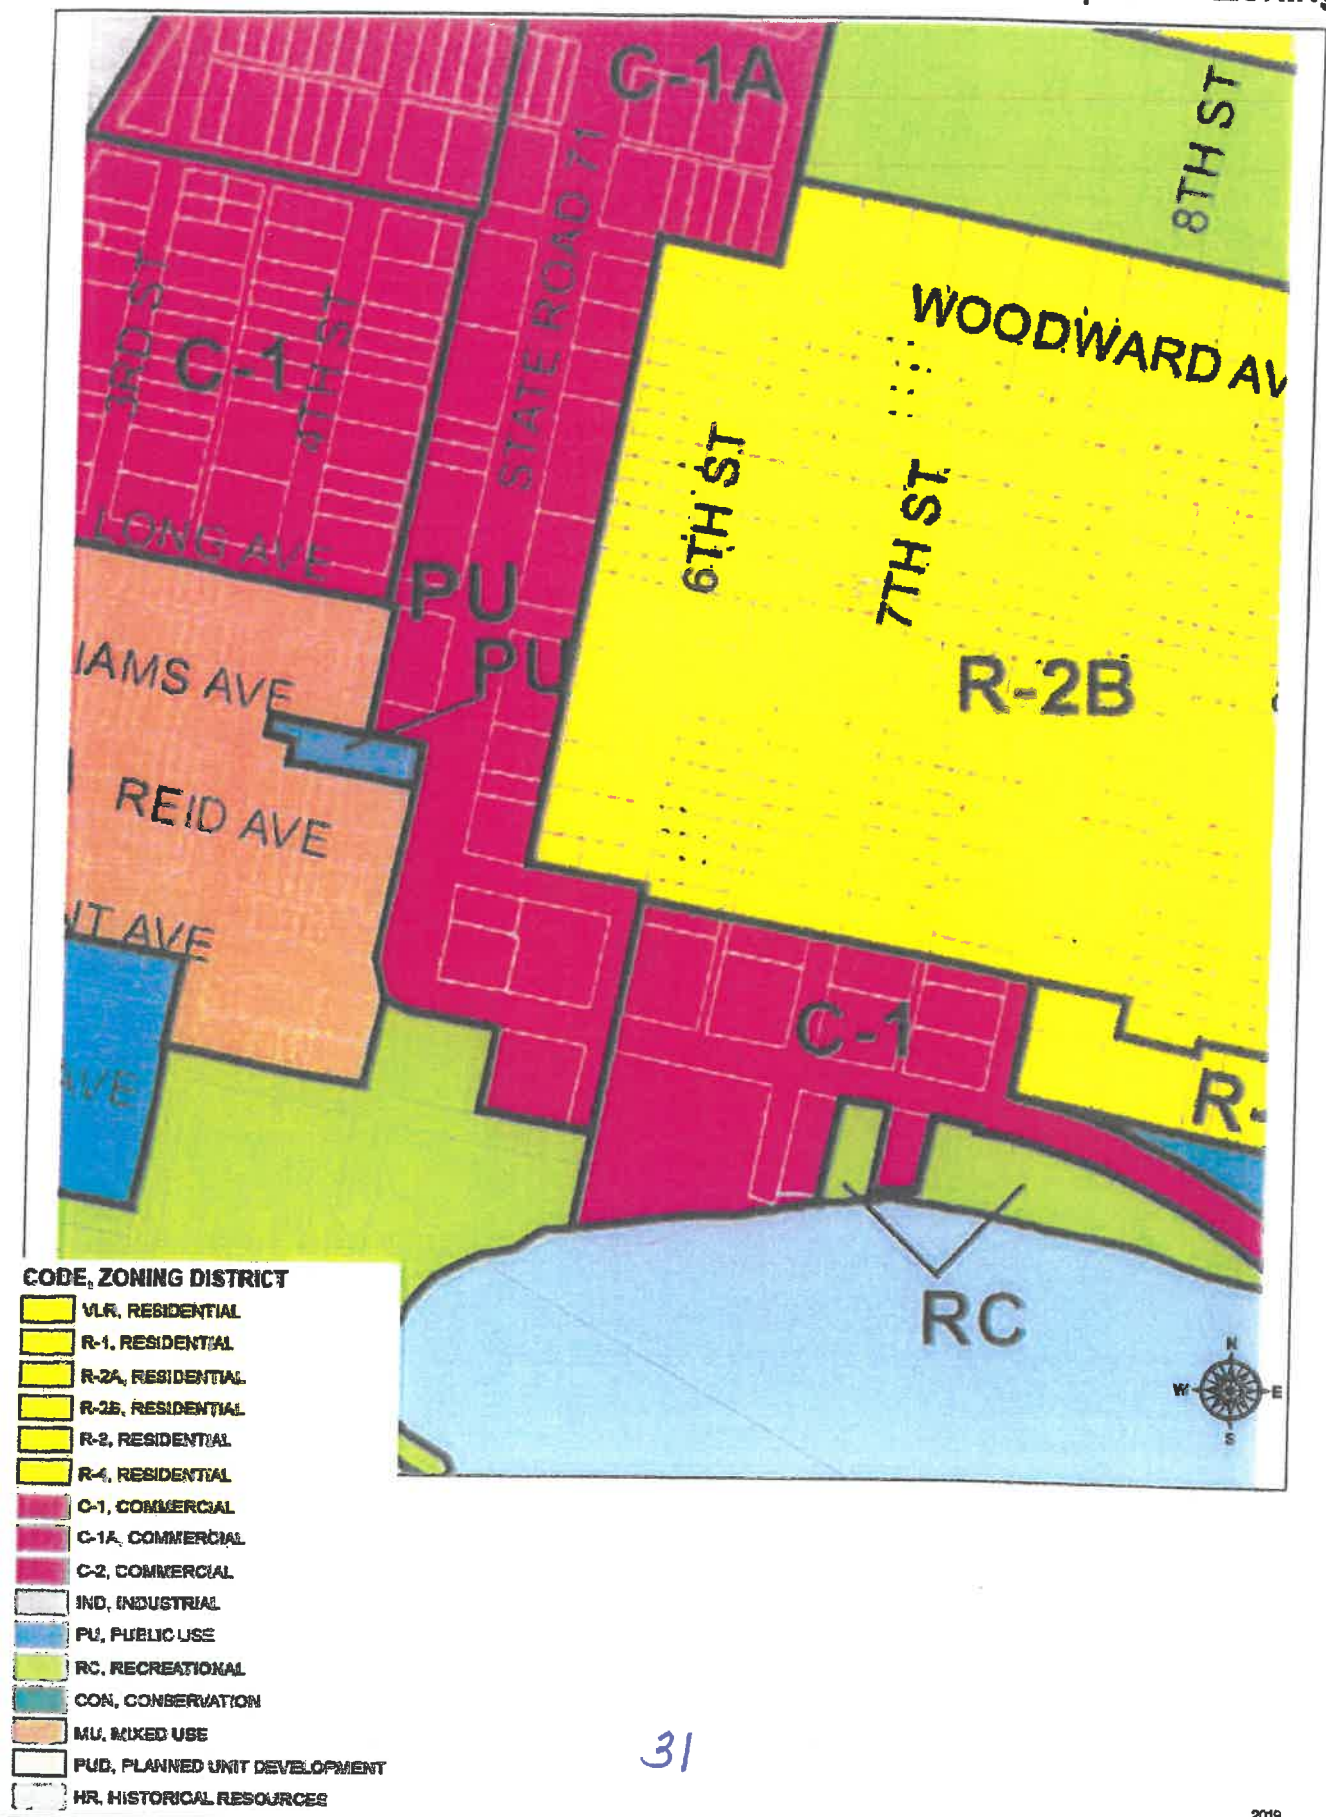 C-1A
8TH ST
STATE ROAD 71
WOODWARD AV
3RD ST
C-1
4TH ST
6TH ST
7TH ST
LONG AVE
PU
PU
IAMS AVE
R-2B
REID AVE
NT AVE
C-1
AVE
R-
RC
N
W
E
S
CODE, ZONING DISTRICT
VLR, RESIDENTIAL
R-1, RESIDENTIAL
R-2A, RESIDENTIAL
R-2B, RESIDENTIAL
R-2, RESIDENTIAL
R-4, RESIDENTIAL
C-1, COMMERCIAL
C-1A, COMMERCIAL
C-2, COMMERCIAL
IND, INDUSTRIAL
PU, PUBLIC USE
RC, RECREATIONAL
CON, CONSERVATION
MU, MIXED USE
PUD, PLANNED UNIT DEVELOPMENT
HR, HISTORICAL RESOURCES
31
2019